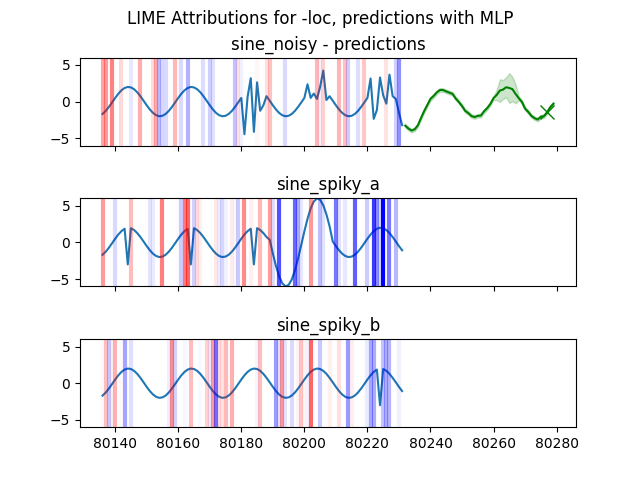 LIME Attributions for -loc, predictions with MLP
sine_noisy - predictions
5
0
−5
sine_spiky_a
5
0
−5
sine_spiky_b
5
0
−5
80140 80160 80180 80200 80220 80240 80260 80280